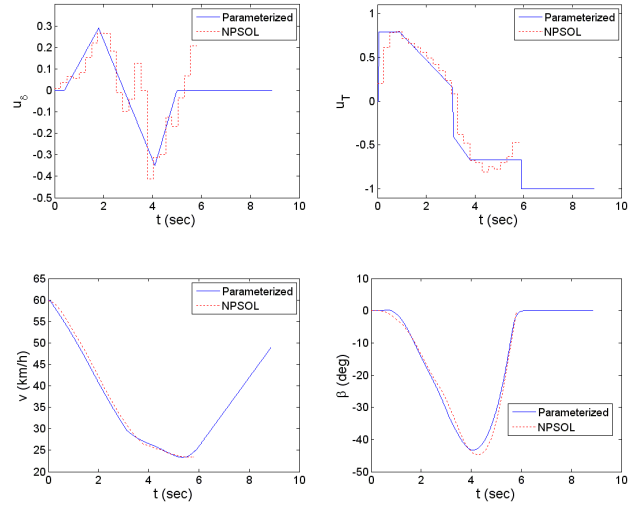 0.3
0.2
0.1
0
-0.1
-0.2
-0.3
-0.4
-0.5
u_δ
0 2 4 6 8 10
t (sec)
Parameterized
NPSOL
1
0.5
0
-0.5
-1
u_T
0 2 4 6 8 10
t (sec)
Parameterized
NPSOL
65
60
55
50
45
40
35
30
25
20
v (km/h)
0 2 4 6 8 10
t (sec)
Parameterized
NPSOL
10
0
-10
-20
-30
-40
-50
β (deg)
0 2 4 6 8 10
t (sec)
Parameterized
NPSOL